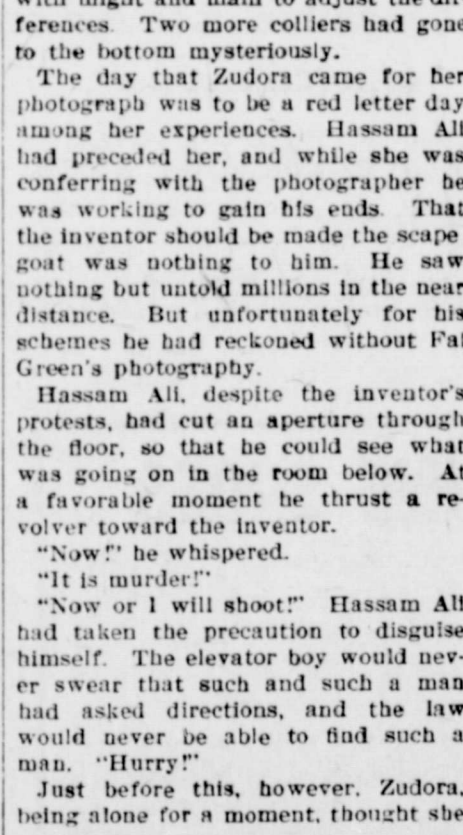 with might and main to adjust the dif-
ferences. Two more colliers had gone
to the bottom mysteriously.
The day that Zudora came for her
photograph was to be a red letter day
among her experiences. Hassam Ali
had preceded her, and while she was
conferring with the photographer he
was working to gain his ends. That
the inventor should be made the scape
goat was nothing to him. He saw
nothing but untold millions in the near
distance. But unfortunately for his
schemes he had reckoned without Fal
Green's photography.
Hassam Ali, despite the inventor's
protests, had cut an aperture through
the floor, so that he could see what
was going on in the room below. At
a favorable moment he thrust a re-
volver toward the inventor.
"Now!" he whispered.
"It is murder!"
"Now or I will shoot!" Hassam Ali
had taken the precaution to disguise
himself. The elevator boy would nev-
er swear that such and such a man
had asked directions, and the law
would never be able to find such a
man. "Hurry!"
Just before this, however, Zudora,
being alone for a moment, thought she